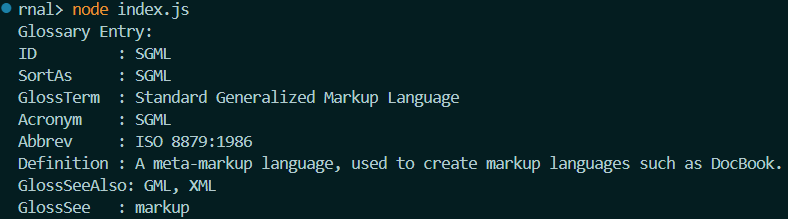 rnal> node index.js
Glossary Entry:
ID         : SGML
SortAs     : SGML
GlossTerm  : Standard Generalized Markup Language
Acronym    : SGML
Abbrev     : ISO 8879:1986
Definition : A meta-markup language, used to create markup languages such as DocBook.
GlossSeeAlso: GML, XML
GlossSee   : markup